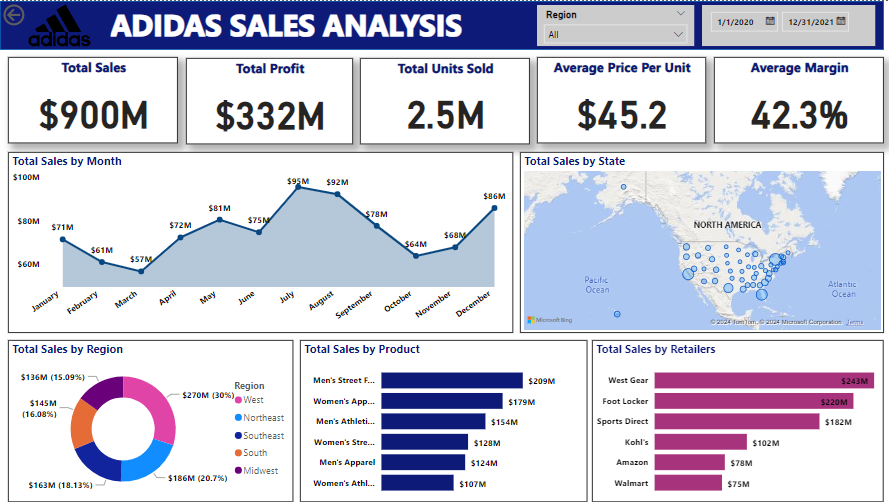 adidas
ADIDAS SALES ANALYSIS
Region
All
1/1/2020
12/31/2021
Total Sales
$900M
Total Profit
$332M
Total Units Sold
2.5M
Average Price Per Unit
$45.2
Average Margin
42.3%
Total Sales by Month
$100M
$80M
$60M
$71M
$61M
$57M
$72M
$81M
$75M
$95M
$92M
$78M
$64M
$68M
$86M
January
February
March
April
May
June
July
August
September
October
November
December
Total Sales by State
NORTH AMERICA
Pacific
Ocean
Atlantic
Ocean
Microsoft Bing
© 2024 TomTom, © 2024 Microsoft Corporation Terms
Total Sales by Region
$136M (15.09%)
$145M
(16.08%)
$163M (18.13%)
$270M (30%)
$186M (20.7%)
Region
West
Northeast
Southeast
South
Midwest
Total Sales by Product
Men's Street F... $209M
Women's App... $179M
Men's Athleti... $154M
Women's Stre... $128M
Men's Apparel $124M
Women's Athl... $107M
Total Sales by Retailers
West Gear $243M
Foot Locker $220M
Sports Direct $182M
Kohl's $102M
Amazon $78M
Walmart $75M